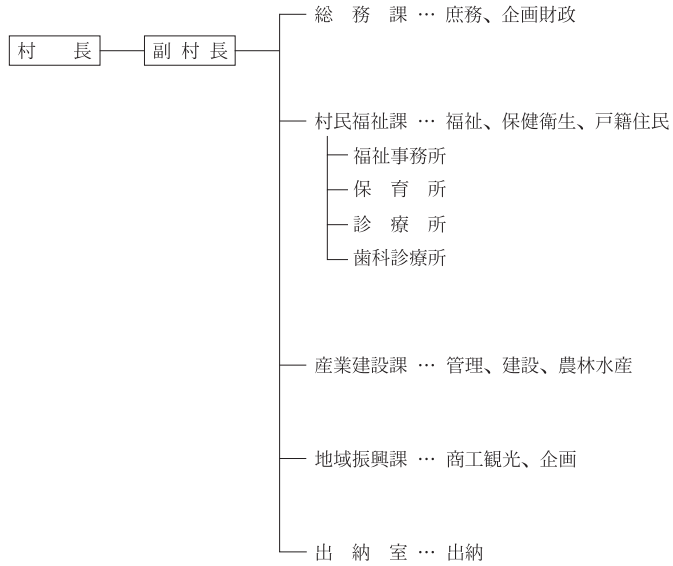 総務課 … 庶務、企画財政
村長 副村長
村民福祉課 … 福祉、保健衛生、戸籍住民
福祉事務所
保育所
診療所
歯科診療所
産業建設課 … 管理、建設、農林水産
地域振興課 … 商工観光、企画
出納室 … 出納